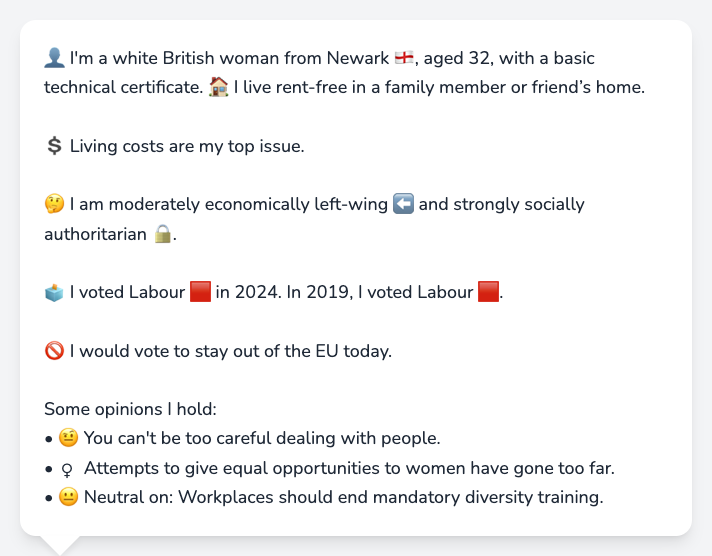 👤 I'm a white British woman from Newark 🏴󠁧󠁢󠁥󠁮󠁧󠁿, aged 32, with a basic
technical certificate. 🏠 I live rent-free in a family member or friend’s home.
💲 Living costs are my top issue.
🤔 I am moderately economically left-wing ⬅️ and strongly socially
authoritarian 🔒.
🗳️ I voted Labour 🟥 in 2024. In 2019, I voted Labour 🟥.
🚫 I would vote to stay out of the EU today.
Some opinions I hold:
• 🤨 You can't be too careful dealing with people.
• ♀ Attempts to give equal opportunities to women have gone too far.
• 😐 Neutral on: Workplaces should end mandatory diversity training.